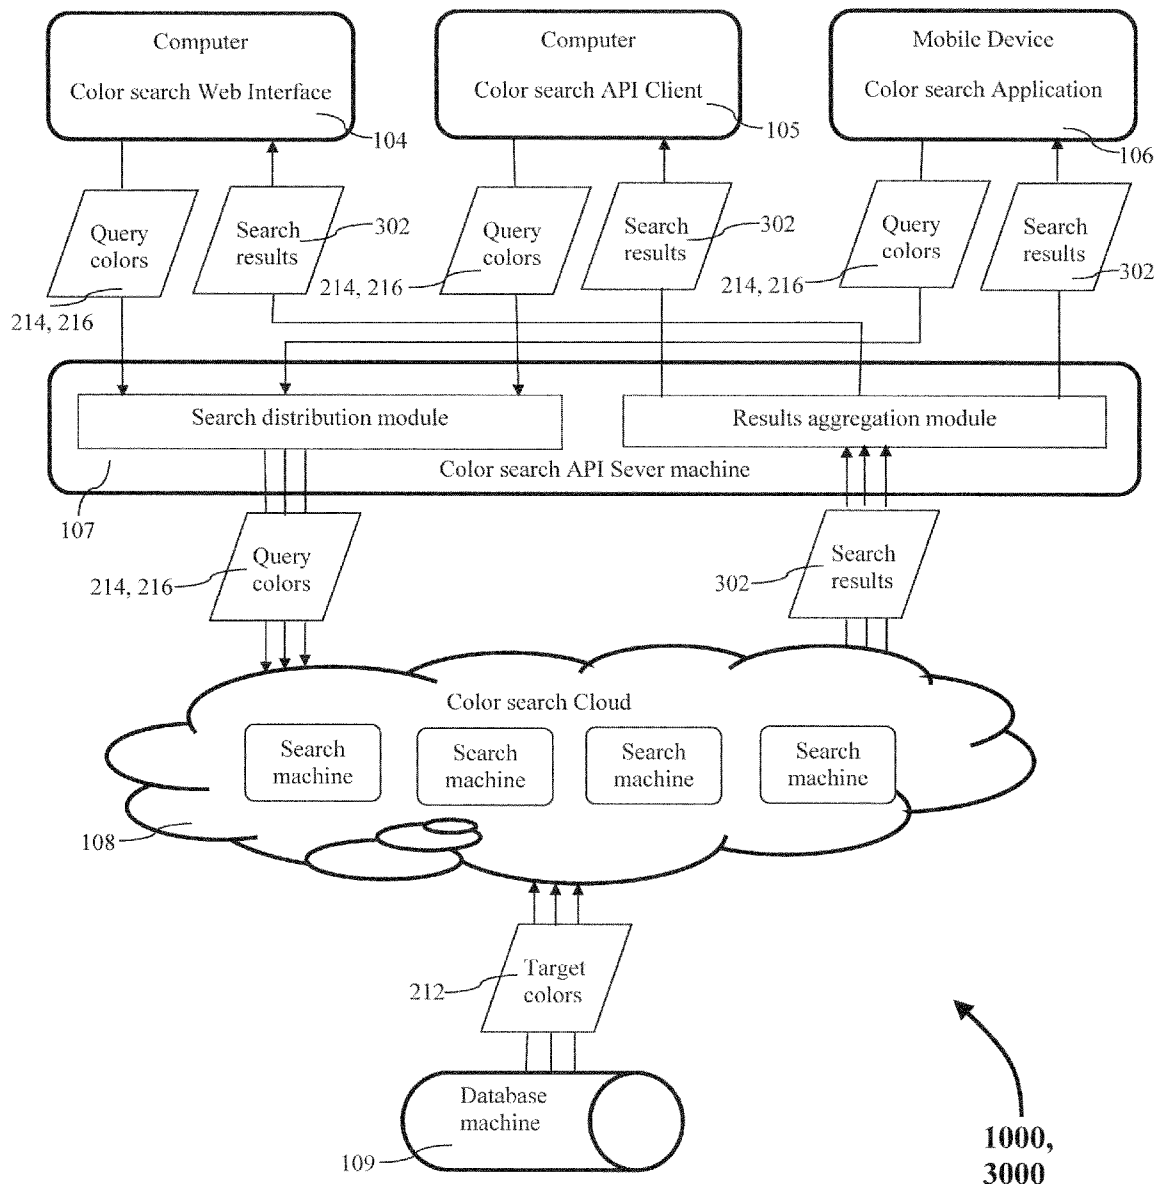 Computer
Color search Web Interface
104
Computer
Color search API Client
105
Mobile Device
Color search Application
106
Query
colors
214, 216
Search
results
302
Query
colors
214, 216
Search
results
302
Query
colors
214, 216
Search
results
302
Search distribution module
Results aggregation module
Color search API Sever machine
107
Query
colors
214, 216
Search
results
302
Color search Cloud
Search
machine
Search
machine
Search
machine
Search
machine
108
Target
colors
212
Database
machine
109
1000,
3000